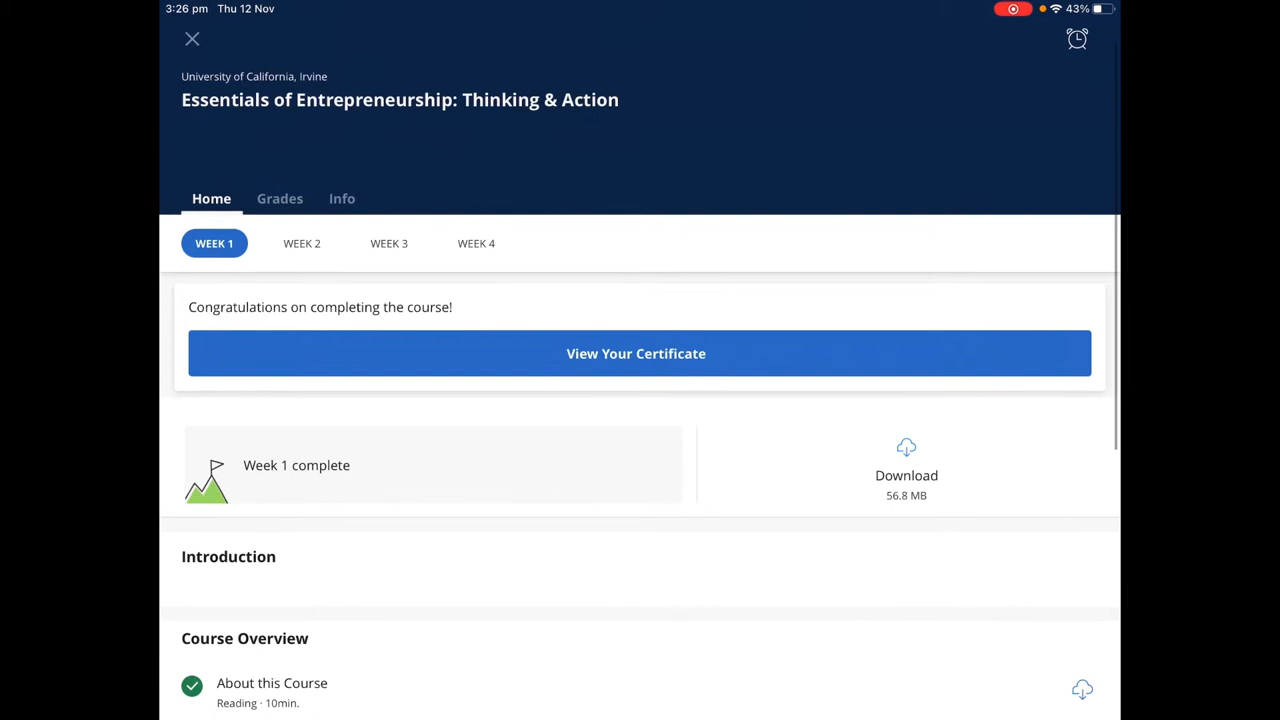 3:26 pm Thu 12 Nov 43%
University of California, Irvine
Essentials of Entrepreneurship: Thinking & Action
Home Grades Info
WEEK 1 WEEK 2 WEEK 3 WEEK 4
Congratulations on completing the course!
View Your Certificate
Week 1 complete
Download
56.8 MB
Introduction
Course Overview
About this Course
Reading · 10min.